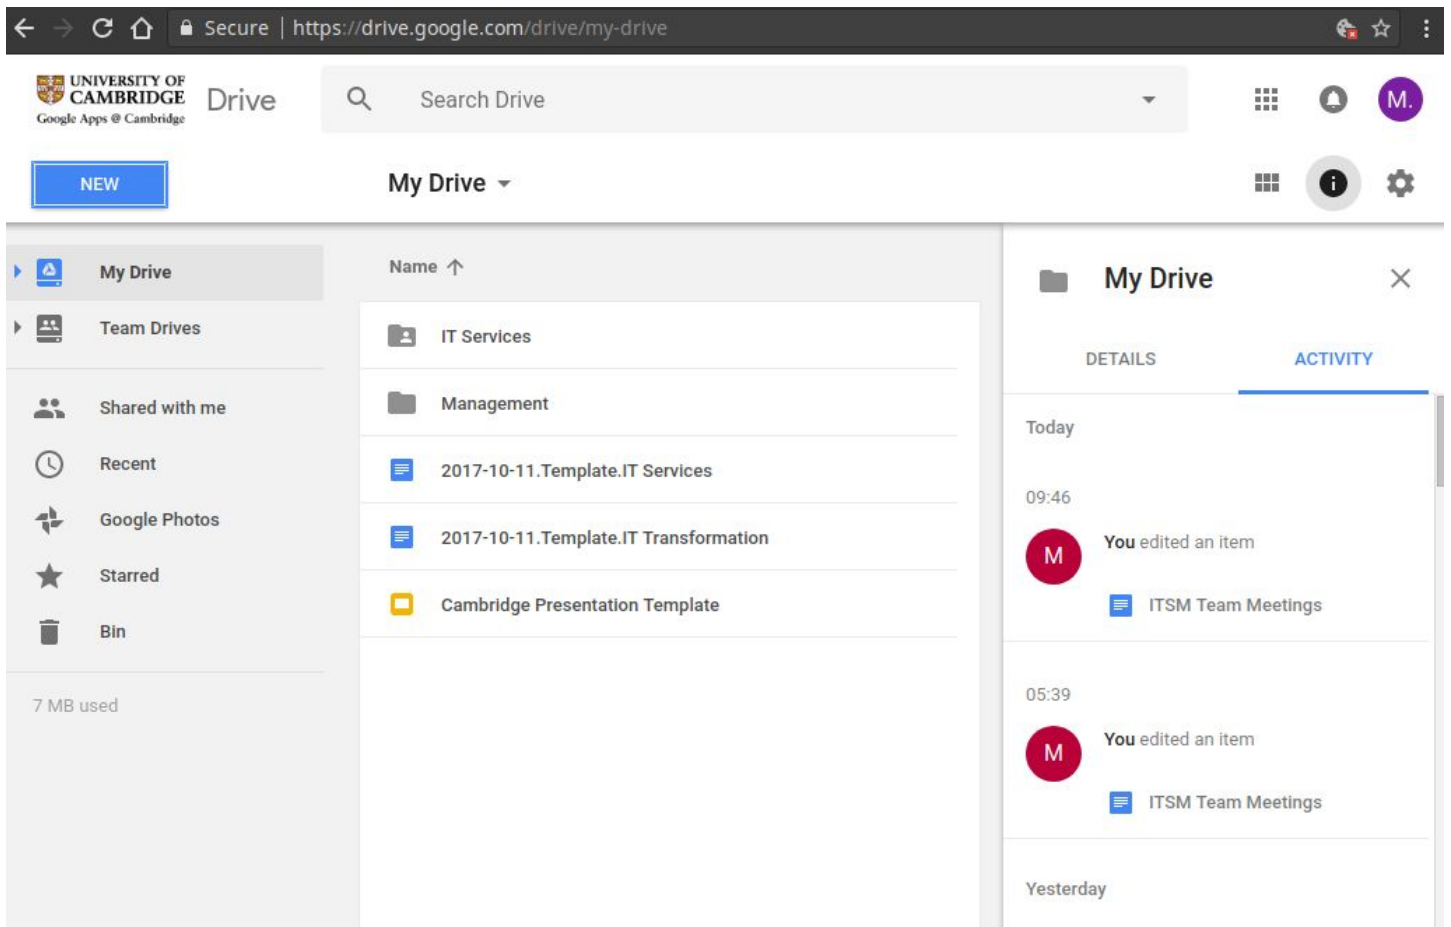 Secure | https://drive.google.com/drive/my-drive
UNIVERSITY OF
CAMBRIDGE
Google Apps @ Cambridge
Drive
Search Drive
M.
NEW
My Drive
My Drive
Team Drives
Shared with me
Recent
Google Photos
Starred
Bin
7 MB used
Name
IT Services
Management
2017-10-11.Template.IT Services
2017-10-11.Template.IT Transformation
Cambridge Presentation Template
My Drive
DETAILS ACTIVITY
Today
09:46
M
You edited an item
ITSM Team Meetings
05:39
M
You edited an item
ITSM Team Meetings
Yesterday